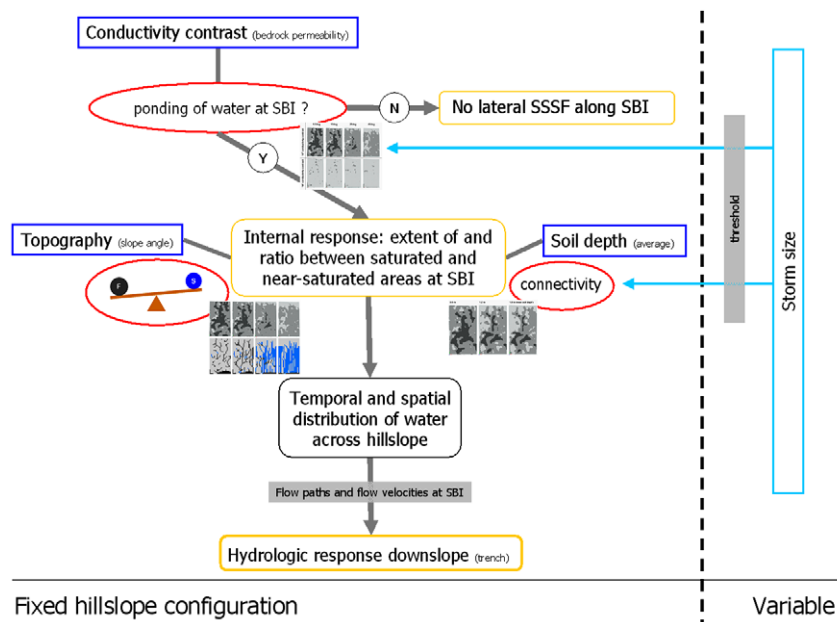 Conductivity contrast (bedrock permeability)
ponding of water at SBI ?
N
No lateral SSSF along SBI
Y
threshold
Storm size
Topography (slope angle)
Internal response: extent of and
ratio between saturated and
near-saturated areas at SBI
Soil depth (average)
F
S
connectivity
Temporal and spatial
distribution of water
across hillslope
Flow paths and flow velocities at SBI
Hydrologic response downslope (trench)
Fixed hillslope configuration
Variable